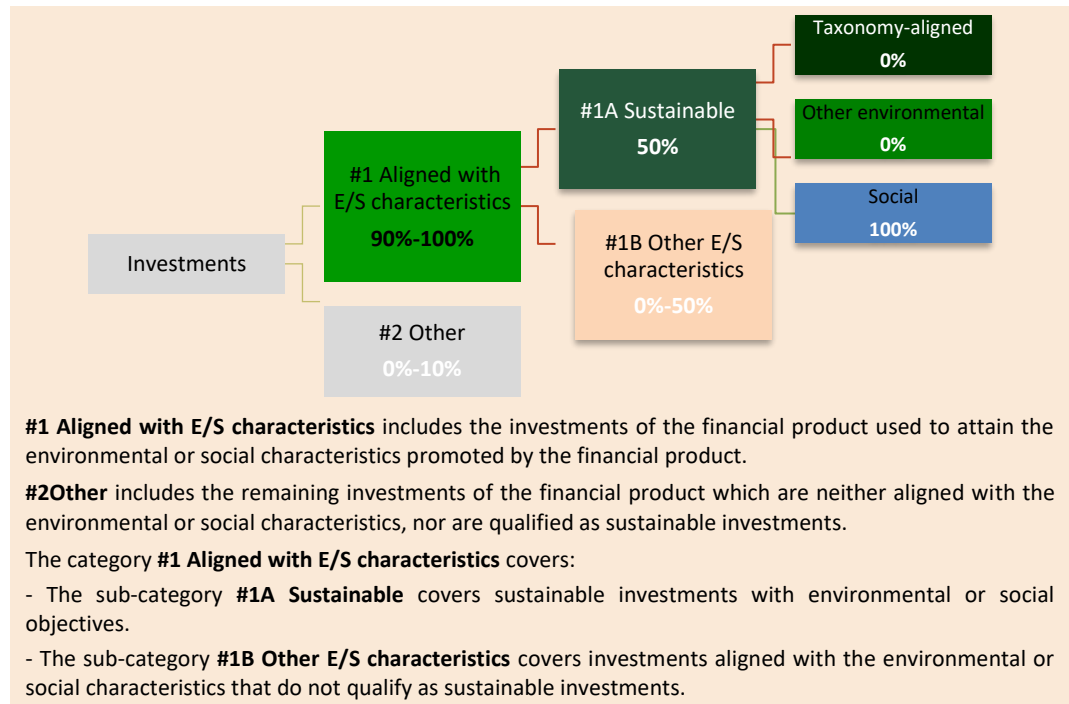 Taxonomy-aligned
0%
#1A Sustainable
50%
Other environmental
0%
#1 Aligned with
E/S characteristics
90%-100%
Social
100%
#1B Other E/S
characteristics
0%-50%
Investments
#2 Other
0%-10%
#1 Aligned with E/S characteristics includes the investments of the financial product used to attain the
environmental or social characteristics promoted by the financial product.
#2Other includes the remaining investments of the financial product which are neither aligned with the
environmental or social characteristics, nor are qualified as sustainable investments.
The category #1 Aligned with E/S characteristics covers:
- The sub-category #1A Sustainable covers sustainable investments with environmental or social
objectives.
- The sub-category #1B Other E/S characteristics covers investments aligned with the environmental or
social characteristics that do not qualify as sustainable investments.